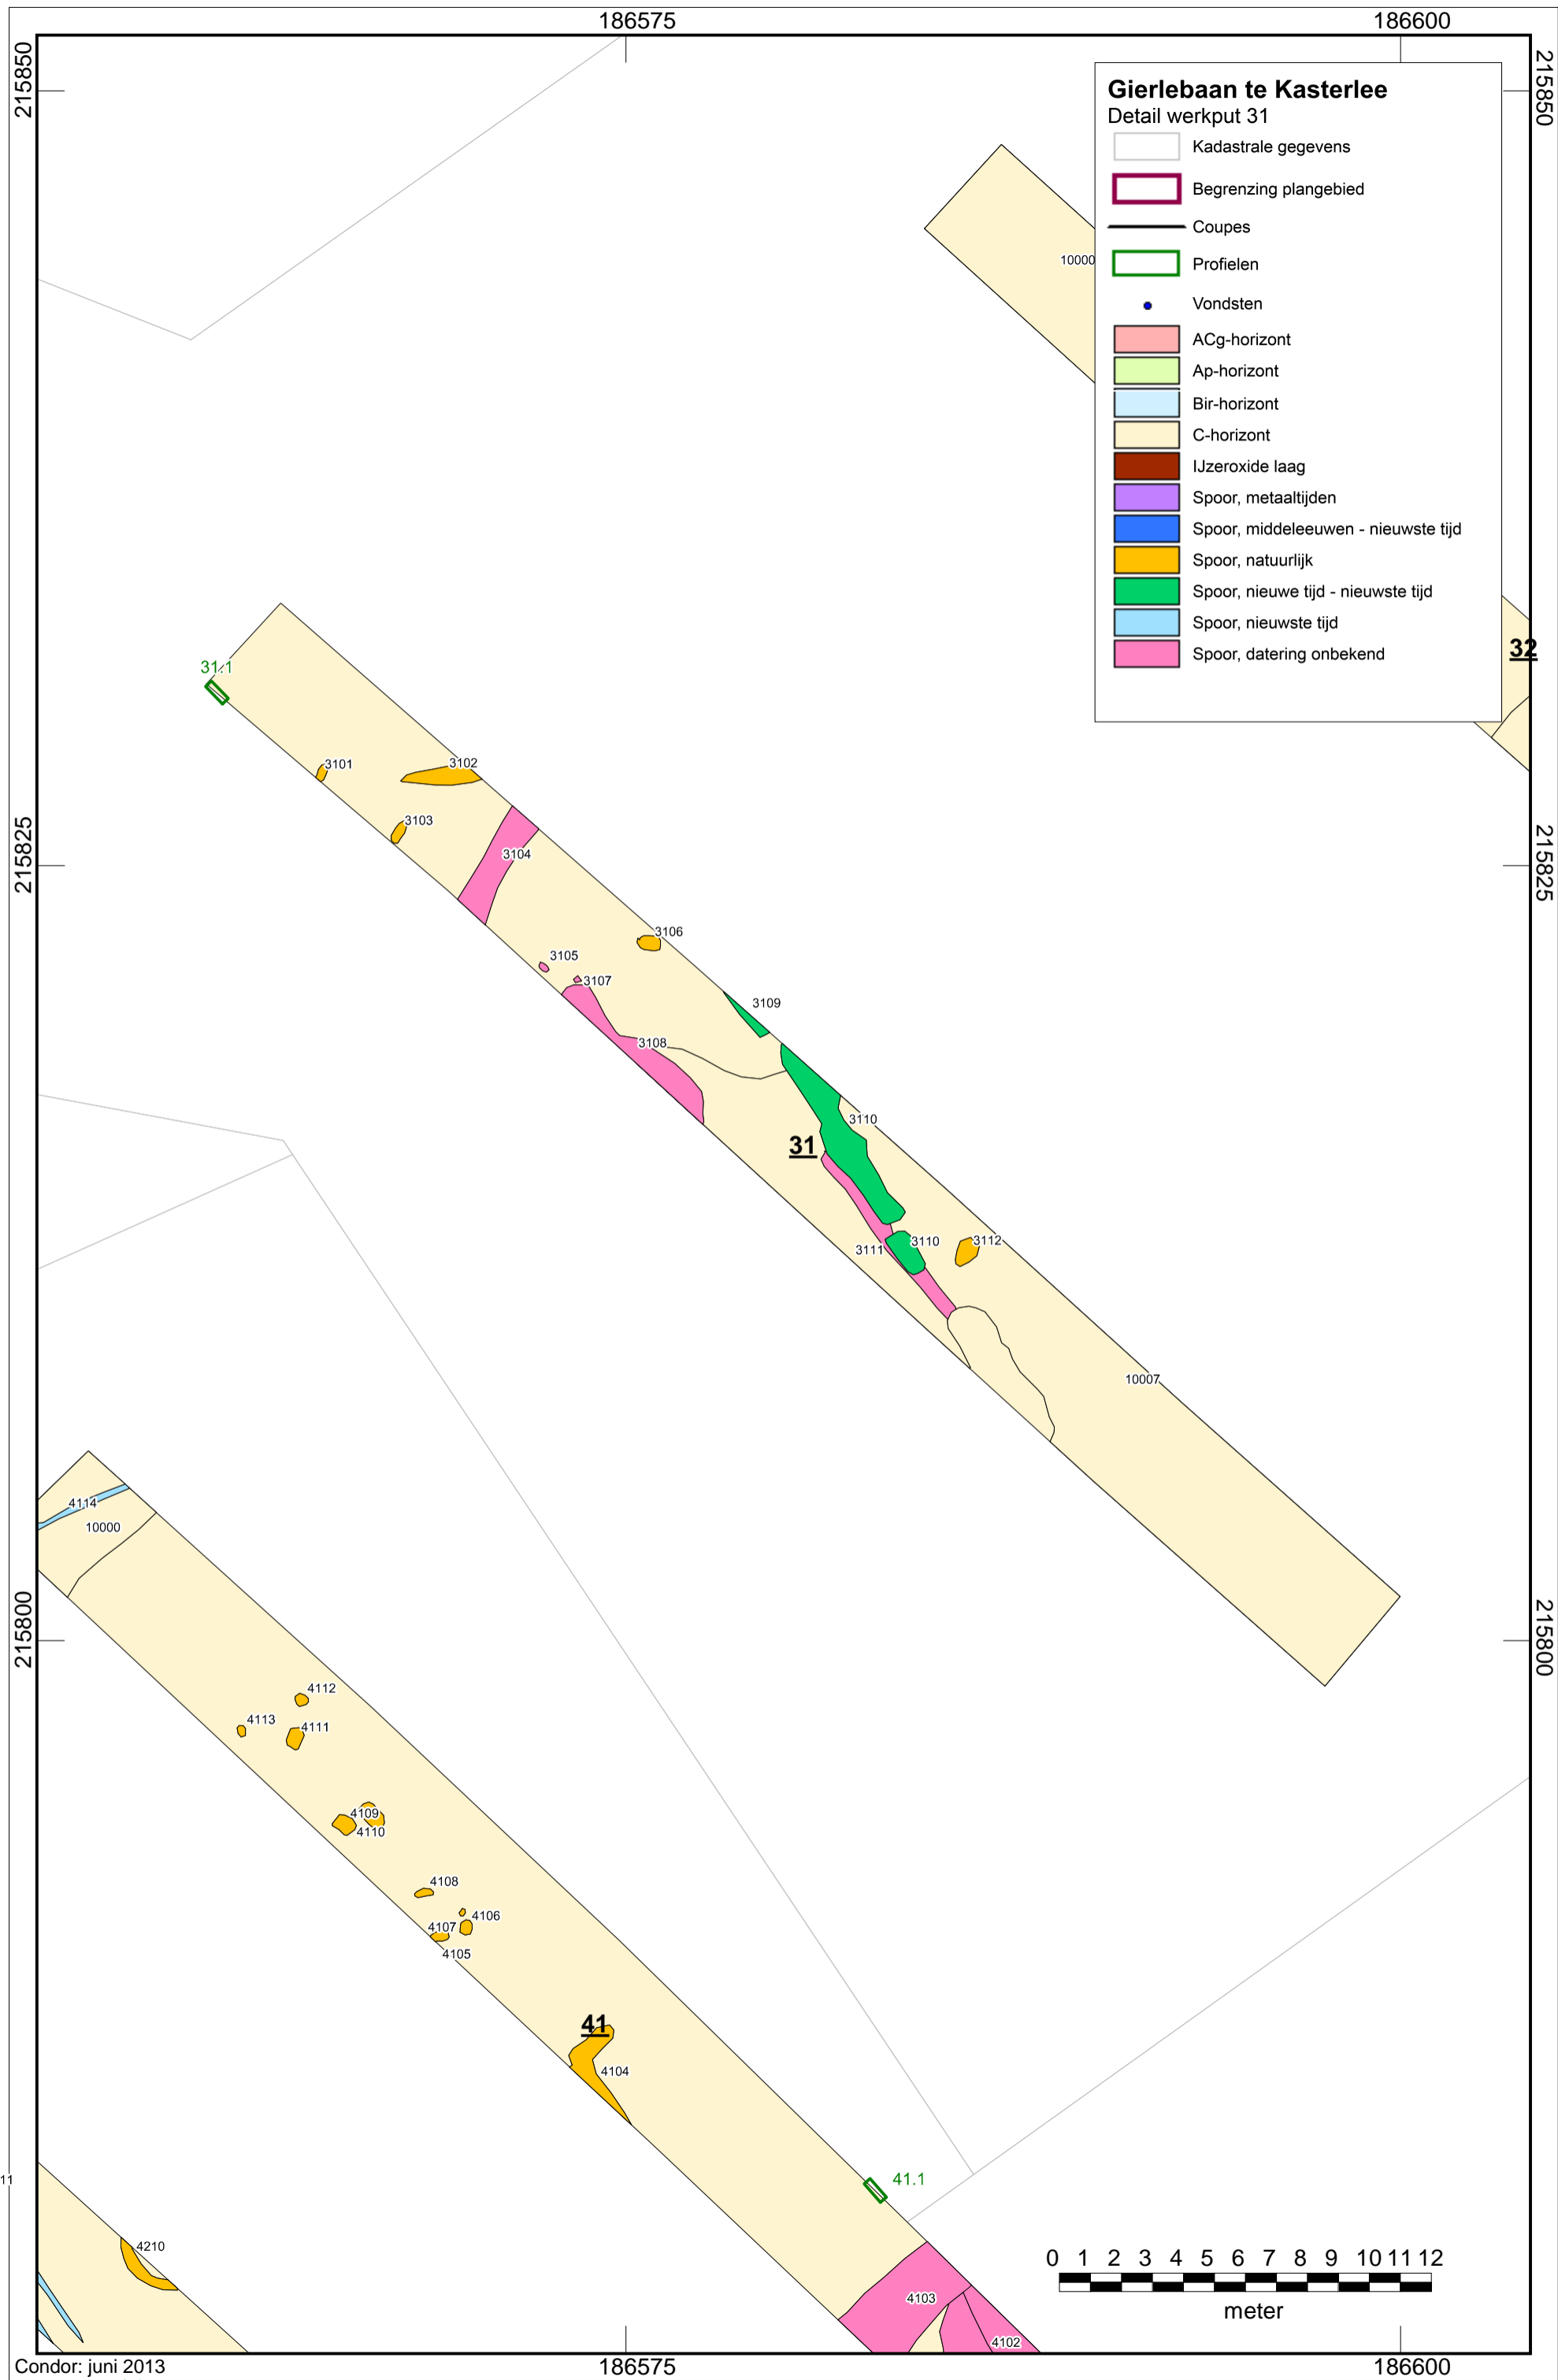 186575
186600
215850
215850
Gierlebaan te Kasterlee
Detail werkput 31
Kadastrale gegevens
Begrenzing plangebied
Coupes
Profielen
Vondsten
ACg-horizont
Ap-horizont
Bir-horizont
C-horizont
IJzeroxide laag
Spoor, metaaltijden
Spoor, middeleeuwen - nieuwste tijd
Spoor, natuurlijk
Spoor, nieuwe tijd - nieuwste tijd
Spoor, nieuwste tijd
Spoor, datering onbekend
10000
32
31.1
3101
3102
3103
3104
215825
215825
3106
3105
3107
3109
3108
3110
31
3110
3111
3112
10007
4114
10000
215800
215800
4112
4113
4111
4109
4110
4108
4106
4107
4105
41
4104
41.1
11
4210
0 1 2 3 4 5 6 7 8 9 10 11 12
meter
4103
4102
Condor: juni 2013
186575
186600